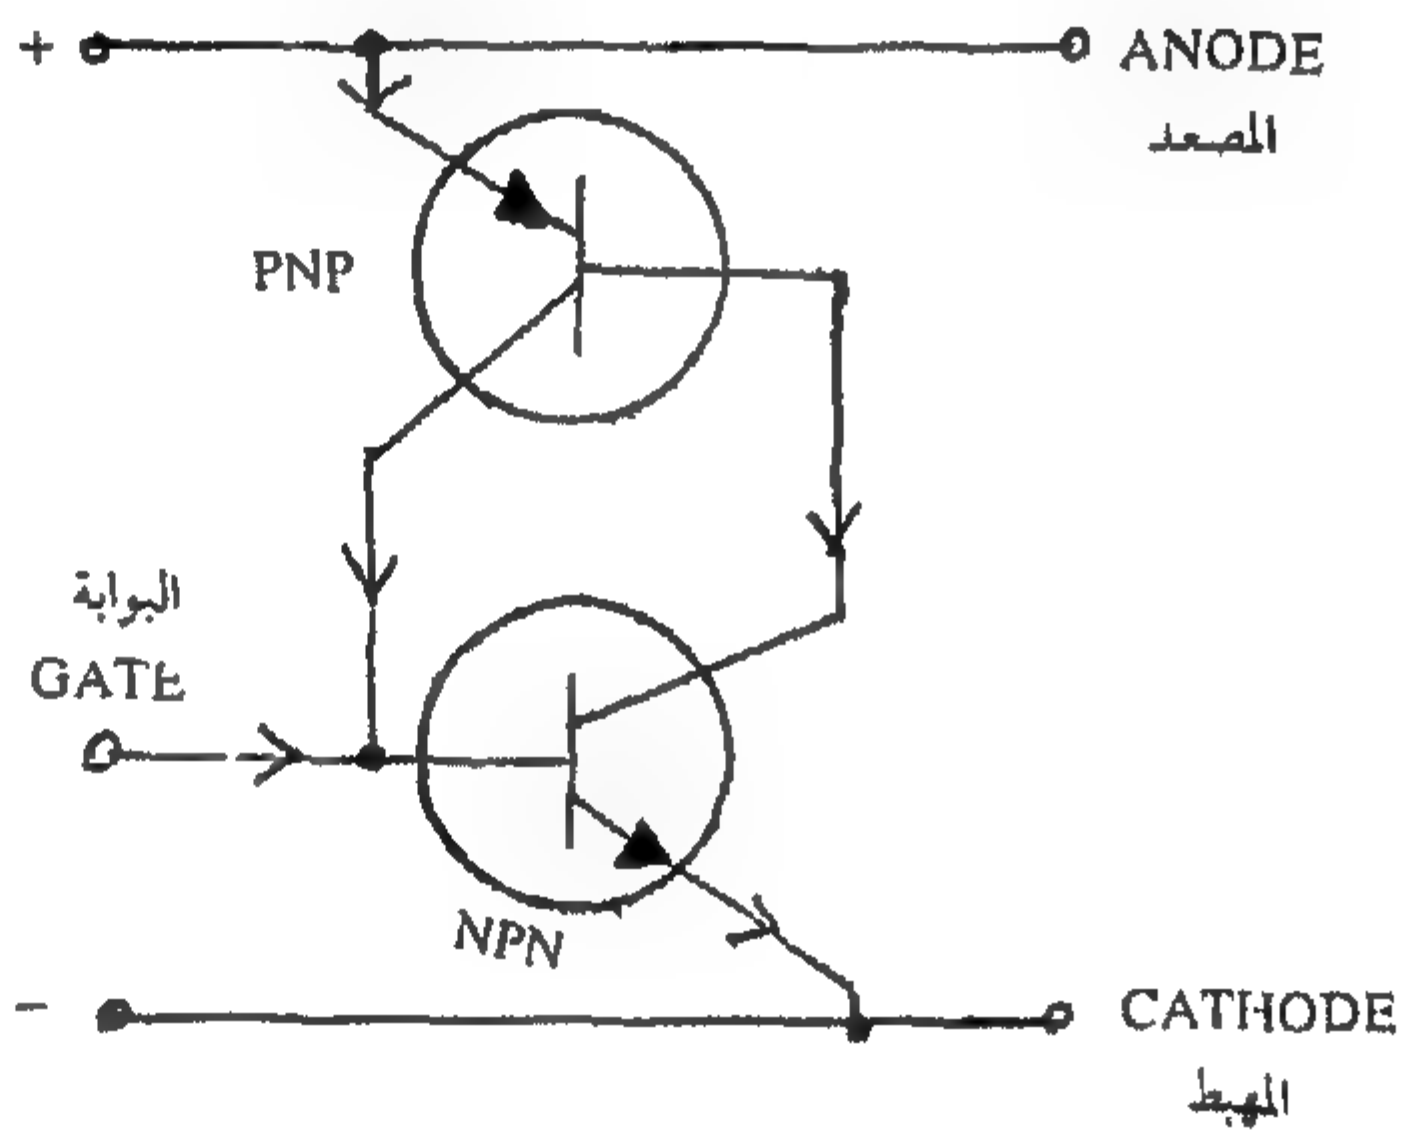 +
ANODE
المصعد
PNP
البوابة
GATE
NPN
-
CATHODE
المهبط